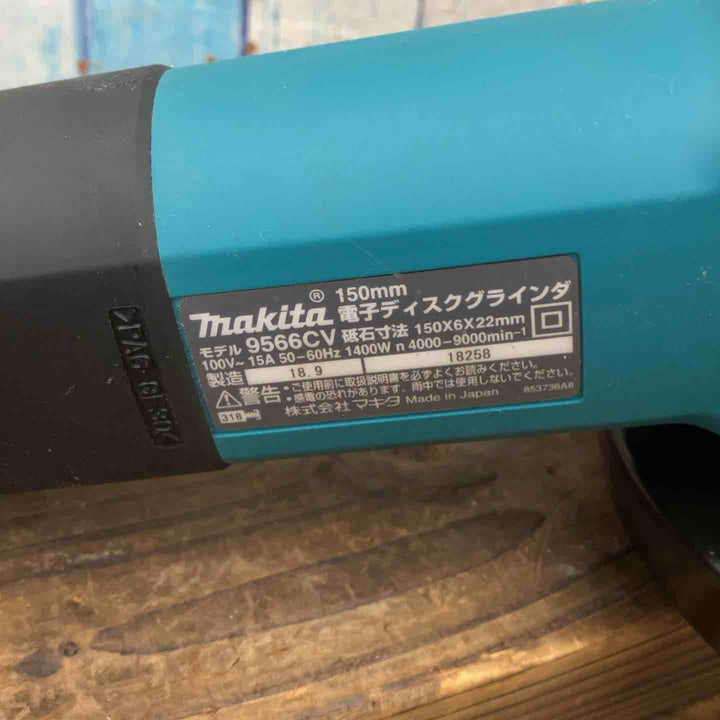 makita® 150mm 電子ディスクグラインダ
モデル 9566CV 砥石寸法 150X6X22mm
100V~ 15A 50-60Hz 1400W n 4000-9000min-1
製造 18.9 18258
警告 ・ご使用前に取扱説明書を必ずよくお読みください。
・感電の恐れがあります。雨中では使用しないでください。
318 株式会社マキタ Made in Japan 853736A8